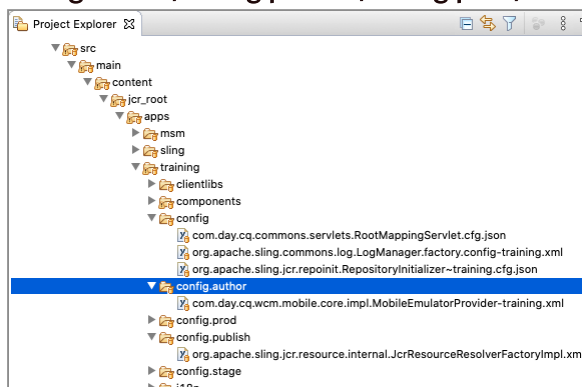 Project Explorer
src
main
content
jcr_root
apps
msm
sling
training
clientlibs
components
config
com.day.cq.commons.servlets.RootMappingServlet.cfg.json
org.apache.sling.commons.log.LogManager.factory.config-training.xml
org.apache.sling.jcr.repoinit.RepositoryInitializer~training.cfg.json
config.author
com.day.cq.wcm.mobile.core.impl.MobileEmulatorProvider-training.xml
config.prod
config.publish
org.apache.sling.jcr.resource.internal.JcrResourceResolverFactoryImpl.xm
config.stage